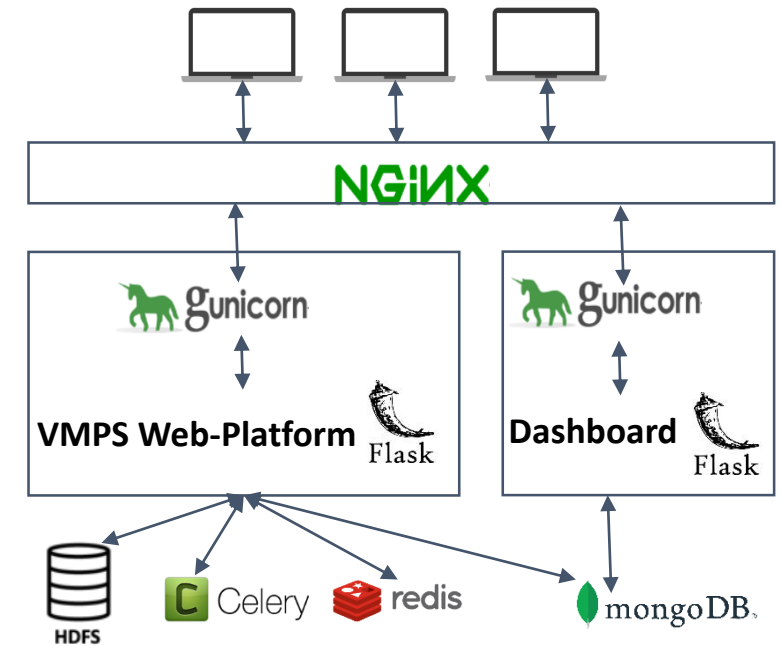 NGiNX
gunicorn
gunicorn
VMPS Web-Platform
Flask
Dashboard
Flask
HDFS
C Celery
redis
mongoDB